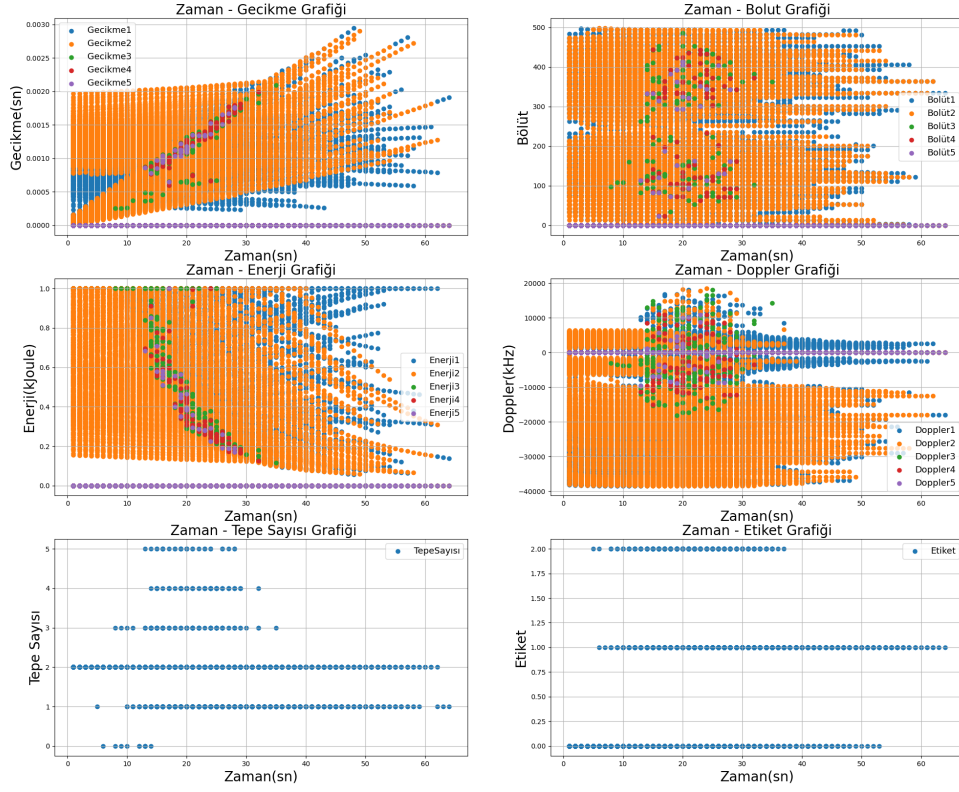 Zaman - Gecikme Grafiği
0.0030
0.0025
0.0020
0.0015
0.0010
0.0005
0.0000
Gecikme(sn)
Gecikme1
Gecikme2
Gecikme3
Gecikme4
Gecikme5
0 10 20 30 40 50 60
Zaman(sn)
Zaman - Bolut Grafiği
500
400
300
200
100
0
Bölüt
Bolüt1
Bolüt2
Bolüt3
Bolüt4
Bolüt5
0 10 20 30 40 50 60
Zaman(sn)
Zaman - Enerji Grafiği
1.0
0.8
0.6
0.4
0.2
0.0
Enerji(kJoule)
Enerji1
Enerji2
Enerji3
Enerji4
Enerji5
0 10 20 30 40 50 60
Zaman(sn)
Zaman - Doppler Grafiği
20000
10000
0
−10000
−20000
−30000
−40000
Doppler(kHz)
Doppler1
Doppler2
Doppler3
Doppler4
Doppler5
0 10 20 30 40 50 60
Zaman(sn)
Zaman - Tepe Sayısı Grafiği
5
4
3
2
1
0
Tepe Sayısı
TepeSayısı
0 10 20 30 40 50 60
Zaman(sn)
Zaman - Etiket Grafiği
2.00
1.75
1.50
1.25
1.00
0.75
0.50
0.25
0.00
Etiket
Etiket
0 10 20 30 40 50 60
Zaman(sn)